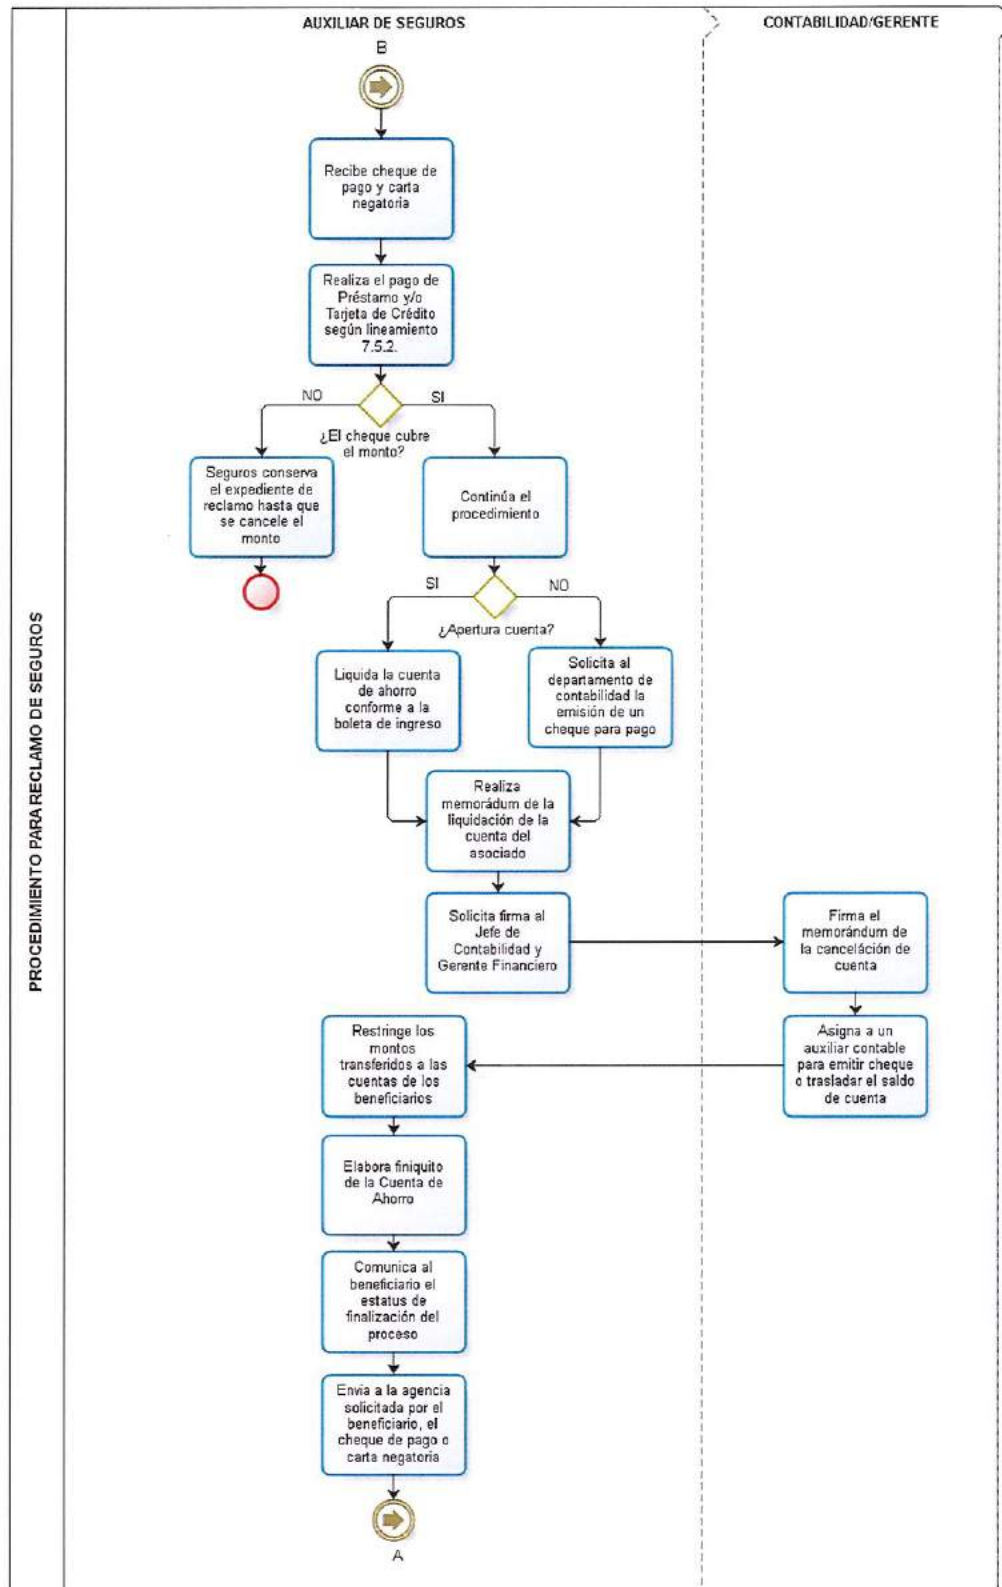 AUXILIAR DE SEGUROS
CONTABILIDAD/GERENTE
PROCEDIMIENTO PARA RECLAMO DE SEGUROS
B
Recibe cheque de
pago y carta
negatoria
Realiza el pago de
Préstamo y/o
Tarjeta de Crédito
según lineamiento
7.5.2.
NO
SI
¿El cheque cubre
el monto?
Seguros conserva
el expediente de
reclamo hasta que
se cancele el
monto
Continúa el
procedimiento
SI
NO
¿Apertura cuenta?
Liquida la cuenta
de ahorro
conforme a la
boleta de ingreso
Solicita al
departamento de
contabilidad la
emisión de un
cheque para pago
Realiza
memorádum de la
liquidación de la
cuenta del
asociado
Solicita firma al
Jefe de
Contabilidad y
Gerente Financiero
Firma el
memorándum de
la cancelación de
cuenta
Asigna a un
auxiliar contable
para emitir cheque
o trasladar el saldo
de cuenta
Restringe los
montos
transferidos a las
cuentas de los
beneficiarios
Elabora finiquito
de la Cuenta de
Ahorro
Comunica al
beneficiario el
estatus de
finalización del
proceso
Envia a la agencia
solicitada por el
beneficiario, el
cheque de pago o
carta negatoria
A